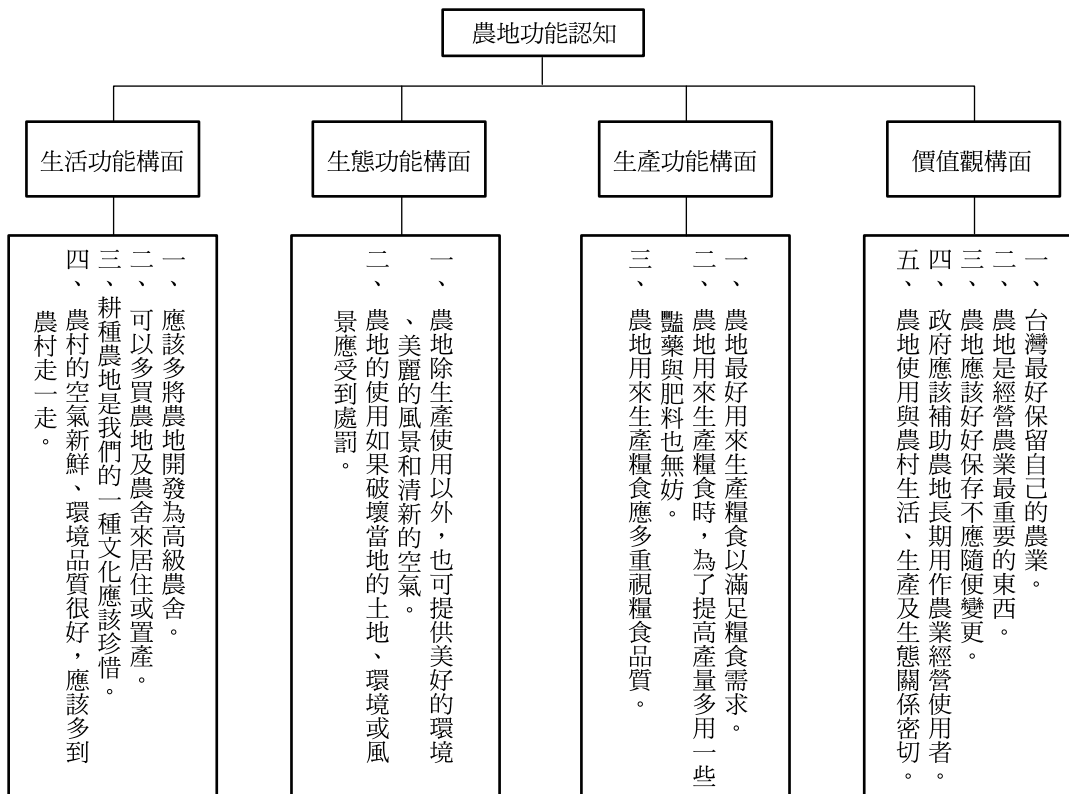 農地功能認知
生活功能構面
生態功能構面
生產功能構面
價值觀構面
一、應該多將農地開發為高級農舍。
二、可以多買農地及農舍來居住或置產。
三、耕種農地是我們的一種文化應該珍惜。
四、農村的空氣新鮮、環境品質很好，應該多到
農村走一走。
一、農地除生產使用以外，也可提供美好的環境
、美麗的風景和清新的空氣。
二、農地的使用如果破壞當地的土地、環境或風
景應受到處罰。
一、農地最好用來生產糧食以滿足糧食需求。
二、農地用來生產糧食時，為了提高產量多用一些
豔藥與肥料也無妨。
三、農地用來生產糧食應多重視糧食品質。
一、台灣最好保留自己的農業。
二、農地是經營農業最重要的東西。
三、農地應該好好保存不應隨便變更。
四、政府應該補助農地長期用作農業經營使用者。
五、農地使用與農村生活、生產及生態關係密切。